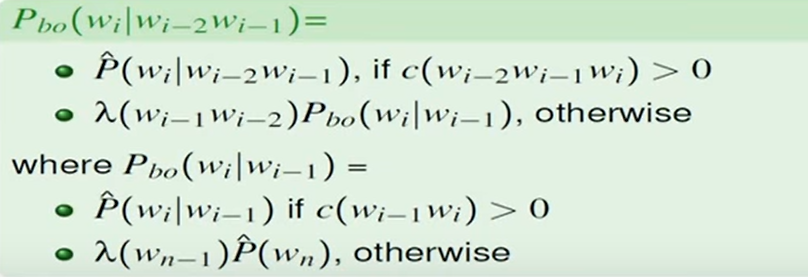 P_{bo}(w_i|w_{i−2}w_{i−1})=
• P̂(w_i|w_{i−2}w_{i−1}), if c(w_{i−2}w_{i−1}w_i) > 0
• λ(w_{i−1}w_{i−2})P_{bo}(w_i|w_{i−1}), otherwise
where P_{bo}(w_i|w_{i−1}) =
• P̂(w_i|w_{i−1}) if c(w_{i−1}w_i) > 0
• λ(w_{n−1})P̂(w_n), otherwise